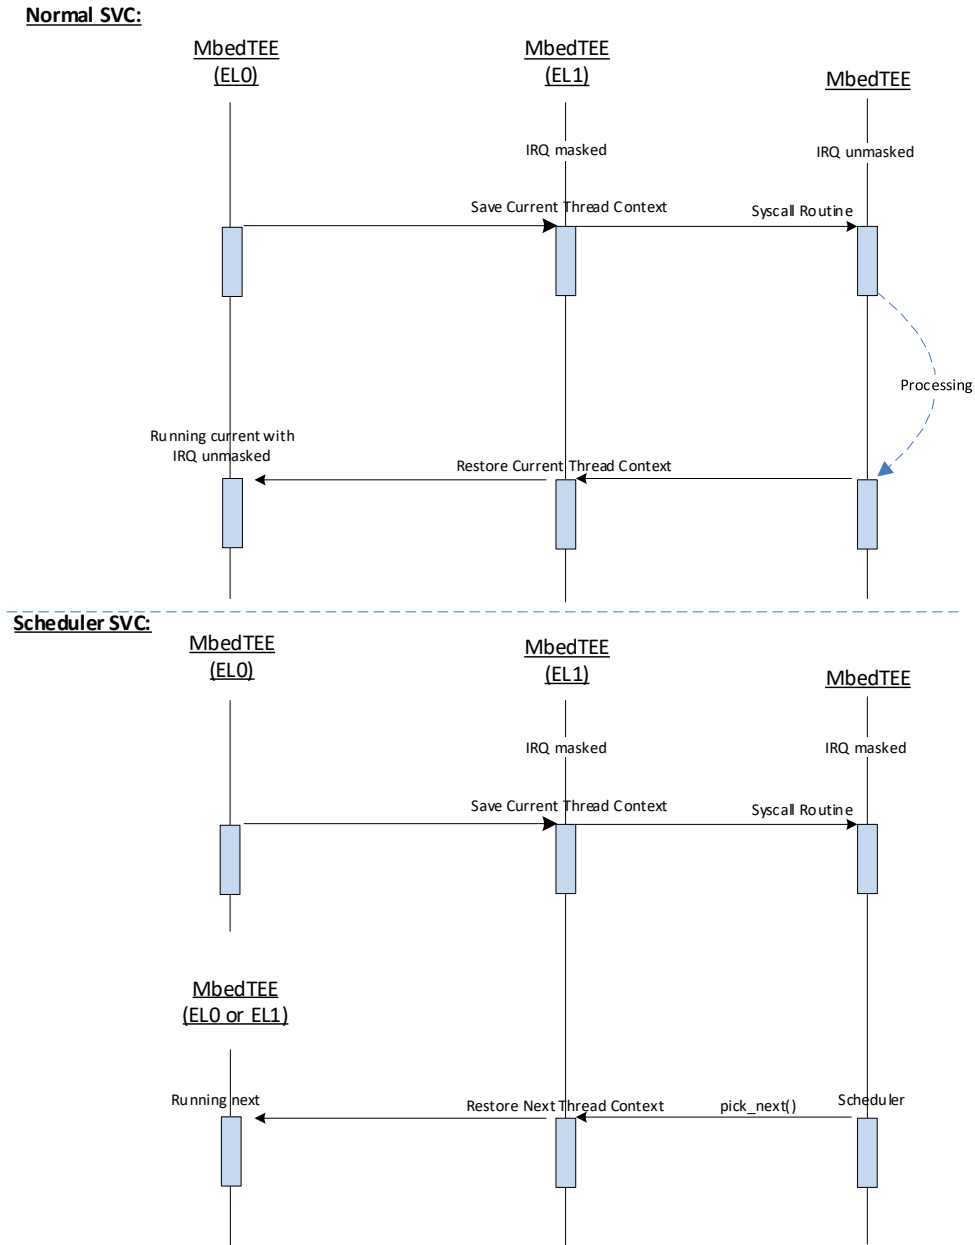 Normal SVC:
MbedTEE
(EL0)
MbedTEE
(EL1)
MbedTEE
IRQ masked
IRQ unmasked
Save Current Thread Context
Syscall Routine
Processing
Running current with
IRQ unmasked
Restore Current Thread Context
Scheduler SVC:
MbedTEE
(EL0)
MbedTEE
(EL1)
MbedTEE
IRQ masked
IRQ masked
Save Current Thread Context
Syscall Routine
MbedTEE
(EL0 or EL1)
Running next
Restore Next Thread Context
pick_next()
Scheduler